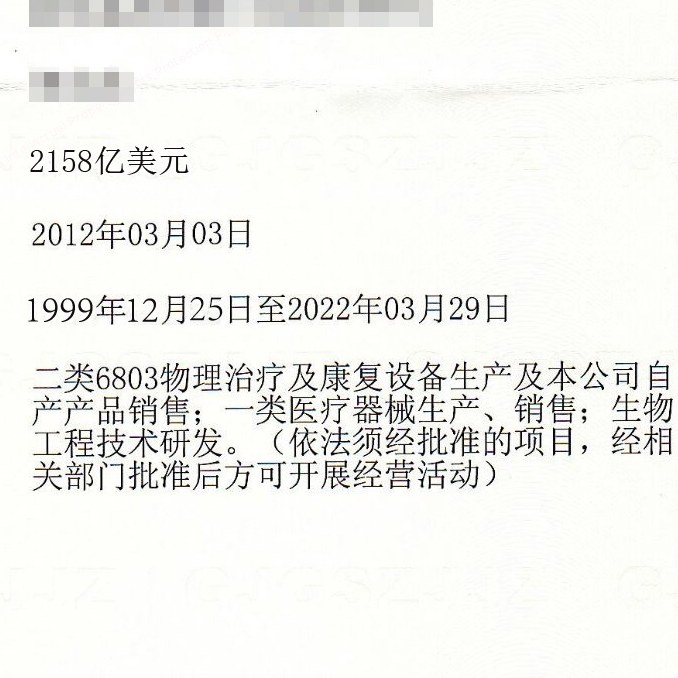 2158亿美元
2012年03月03日
1999年12月25日至2022年03月29日
二类6803物理治疗及康复设备生产及本公司自
产产品销售；一类医疗器械生产、销售；生物
工程技术研发。（依法须经批准的项目，经相
关部门批准后方可开展经营活动）